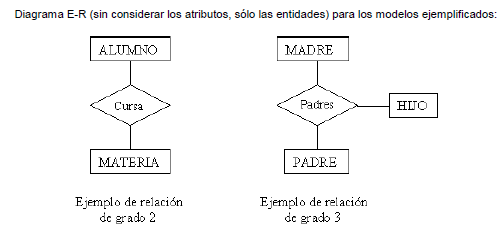 Diagrama E-R (sin considerar los atributos, sólo las entidades) para los modelos ejemplificados:
ALUMNO
Cursa
MATERIA
Ejemplo de relación
de grado 2
MADRE
Padres
HIJO
PADRE
Ejemplo de relación
de grado 3